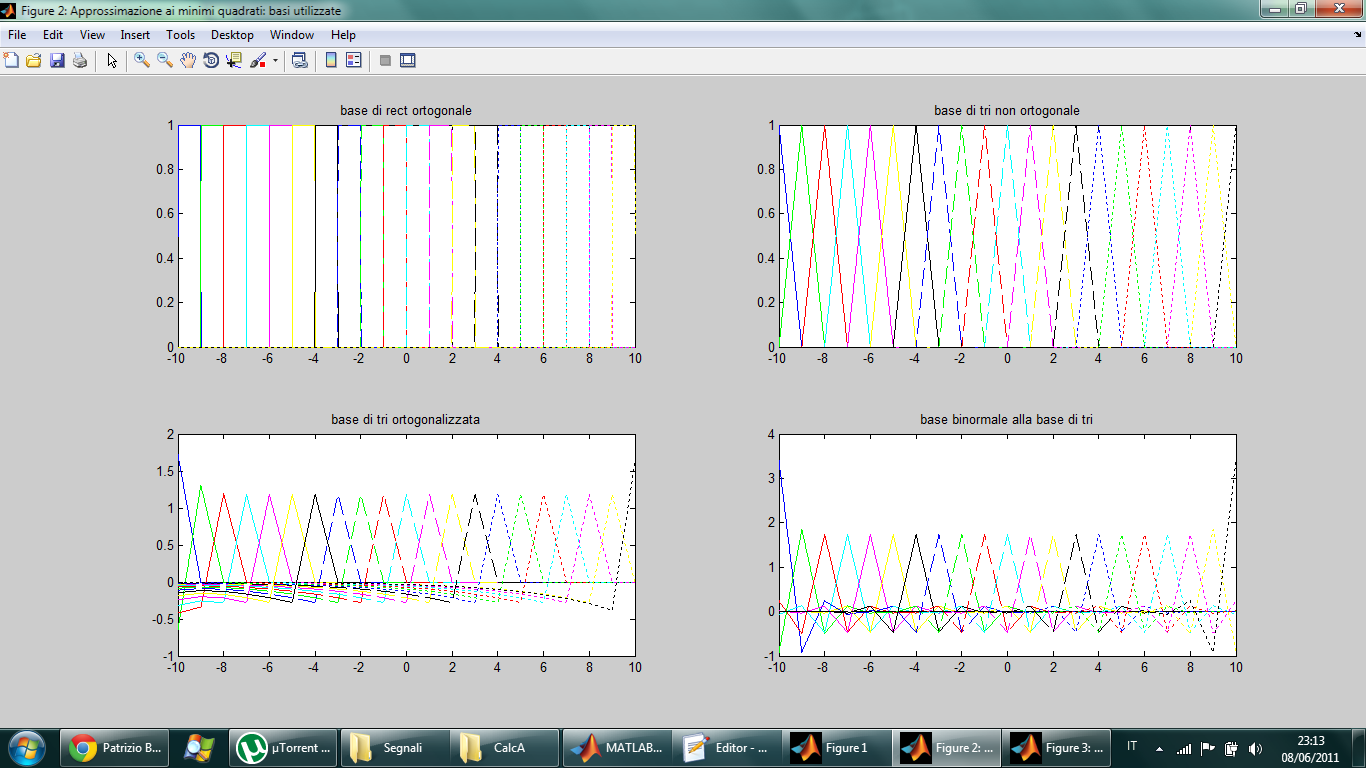 Figure 2: Approssimazione ai minimi quadrati: basi utilizzate
File Edit View Insert Tools Desktop Window Help
base di rect ortogonale
1
0.8
0.6
0.4
0.2
0
-10 -8 -6 -4 -2 0 2 4 6 8 10
base di tri non ortogonale
1
0.8
0.6
0.4
0.2
0
-10 -8 -6 -4 -2 0 2 4 6 8 10
base di tri ortogonalizzata
2
1.5
1
0.5
0
-0.5
-1
-10 -8 -6 -4 -2 0 2 4 6 8 10
base binormale alla base di tri
4
3
2
1
0
-1
-10 -8 -6 -4 -2 0 2 4 6 8 10
Patrizio B... µTorrent ... Segnali CalcA MATLAB... Editor - ... Figure 1 Figure 2: ... Figure 3: ... IT 23:13
08/06/2011